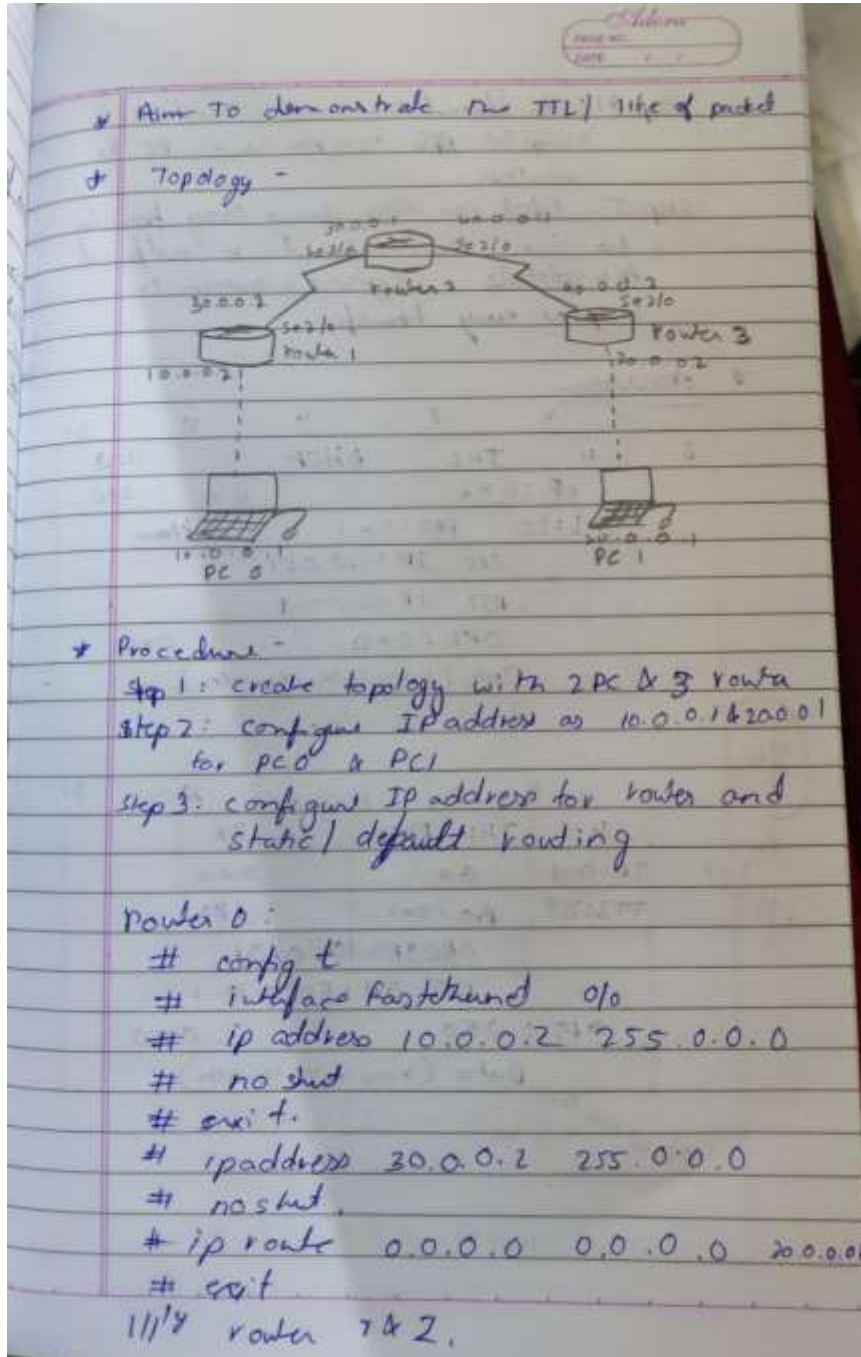 Adora
PAGE NO.
DATE / /
* Aim To demonstrate the TTL / life of packet
* Topology -
30.0.0.1 40.0.0.1
se2/0 se2/0
router 2
30.0.0.2 40.0.0.2
se2/0 se2/0
router 1 router 3
10.0.0.2 20.0.0.2
10.0.0.1 20.0.0.1
PC 0 PC 1
* Procedure -
Step 1: create topology with 2 PC & 3 router
Step 2: configure IP address as 10.0.0.1 & 20.0.0.1
for PC0 & PC1
Step 3: configure IP address for router and
static / default routing
router 0:
# config t
# interface fastethernet 0/0
# ip address 10.0.0.2 255.0.0.0
# no shut
# exit.
# ipaddress 30.0.0.2 255.0.0.0
# no shut.
# ip route 0.0.0.0 0.0.0.0
# exit
|||ly router & 2.